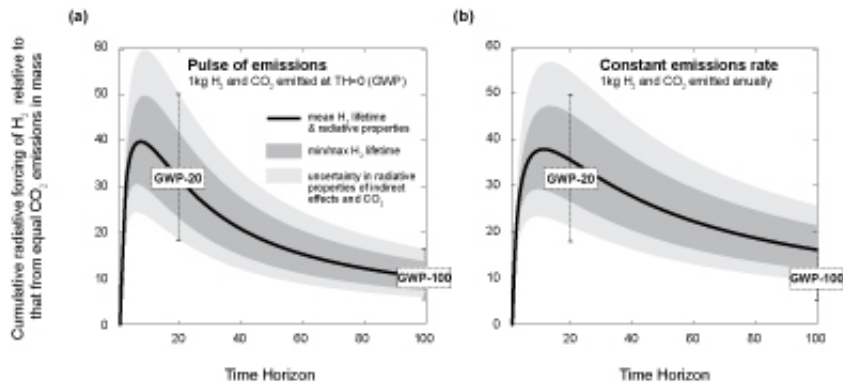 (a)
(b)
Cumulative radiative forcing of H₂ relative to
that from equal CO₂ emissions in mass
60
50
40
30
20
10
0
Pulse of emissions
1kg H₂ and CO₂ emitted at TH=0 (GWP)
mean H₂ lifetime
& radiative properties
min/max H₂ lifetime
uncertainty in radiative
properties of indirect
effects and CO₂
GWP-20
GWP-100
20
40
60
80
100
Time Horizon
60
50
40
30
20
10
0
Constant emissions rate
1kg H₂ and CO₂ emitted anually
GWP-20
GWP-100
20
40
60
80
100
Time Horizon